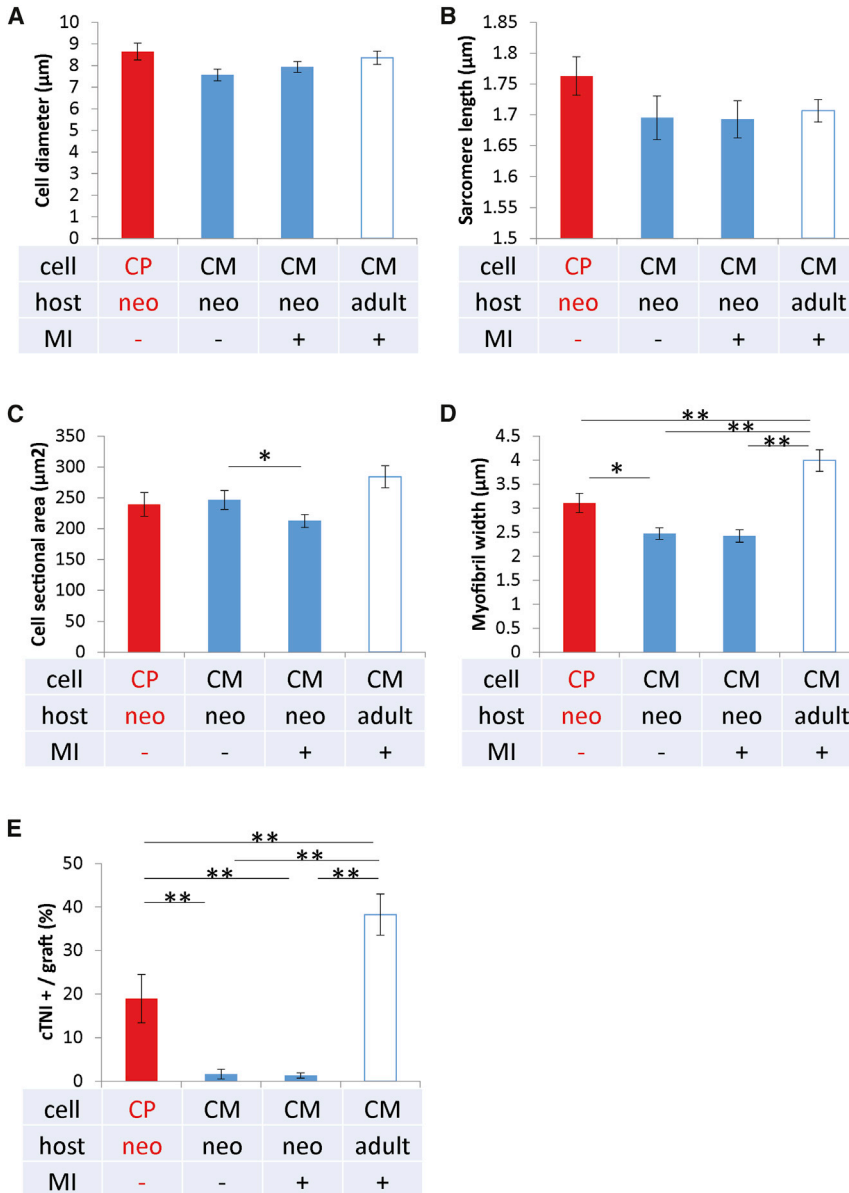 A
Cell diameter (µm)
10
9
8
7
6
5
4
3
2
1
0
cell CP CM CM CM
host neo neo neo adult
MI - - + +
B
Sarcomere length (µm)
1.85
1.8
1.75
1.7
1.65
1.6
1.55
1.5
cell CP CM CM CM
host neo neo neo adult
MI - - + +
C
Cell sectional area (µm2)
350
300
250
200
150
100
50
0
*
cell CP CM CM CM
host neo neo neo adult
MI - - + +
D
Myofibril width (µm)
4.5
4
3.5
3
2.5
2
1.5
1
0.5
0
**
**
**
*
cell CP CM CM CM
host neo neo neo adult
MI - - + +
E
cTNI + / graft (%)
50
40
30
20
10
0
**
**
** **
**
cell CP CM CM CM
host neo neo neo adult
MI - - + +